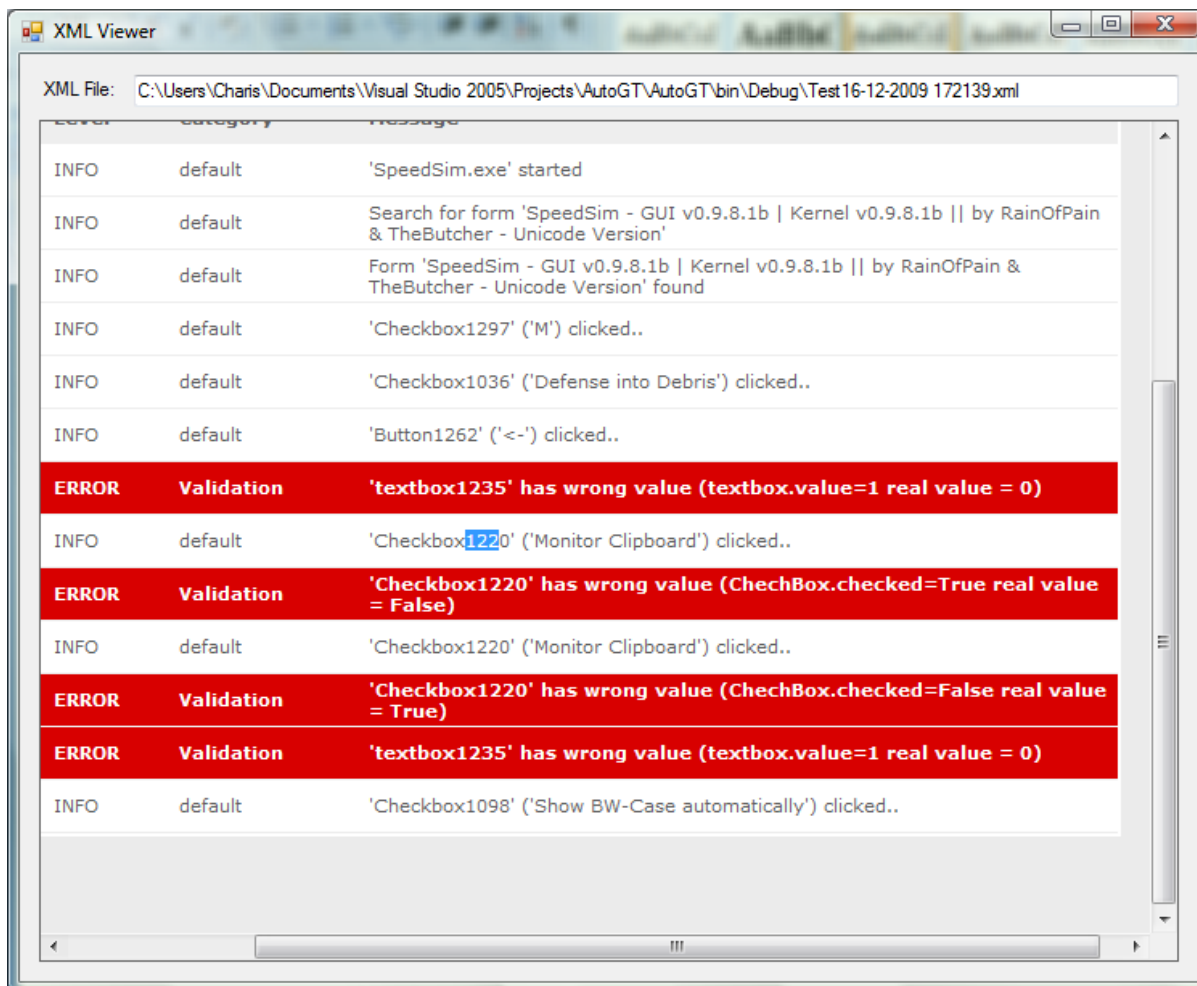 XML Viewer
XML File: C:\Users\Charis\Documents\Visual Studio 2005\Projects\AutoGT\AutoGT\bin\Debug\Test16-12-2009 172139.xml
Level Category Message
INFO default 'SpeedSim.exe' started
INFO default Search for form 'SpeedSim - GUI v0.9.8.1b | Kernel v0.9.8.1b || by RainOfPain
& TheButcher - Unicode Version'
INFO default Form 'SpeedSim - GUI v0.9.8.1b | Kernel v0.9.8.1b || by RainOfPain &
TheButcher - Unicode Version' found
INFO default 'Checkbox1297' ('M') clicked..
INFO default 'Checkbox1036' ('Defense into Debris') clicked..
INFO default 'Button1262' ('<-') clicked..
ERROR Validation 'textbox1235' has wrong value (textbox.value=1 real value = 0)
INFO default 'Checkbox1220' ('Monitor Clipboard') clicked..
ERROR Validation 'Checkbox1220' has wrong value (ChechBox.checked=True real value
= False)
INFO default 'Checkbox1220' ('Monitor Clipboard') clicked..
ERROR Validation 'Checkbox1220' has wrong value (ChechBox.checked=False real value
= True)
ERROR Validation 'textbox1235' has wrong value (textbox.value=1 real value = 0)
INFO default 'Checkbox1098' ('Show BW-Case automatically') clicked..